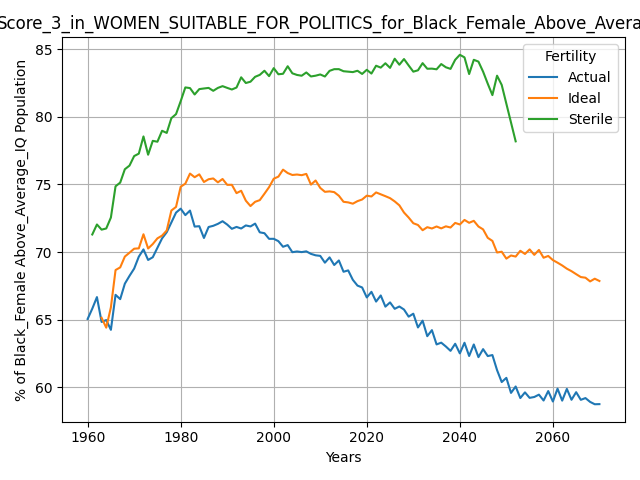 Score_3_in_WOMEN_SUITABLE_FOR_POLITICS_for_Black_Female_Above_Avera
85
80
75
70
65
60
% of Black_Female Above_Average_IQ Population
Fertility
Actual
Ideal
Sterile
1960 1980 2000 2020 2040 2060
Years